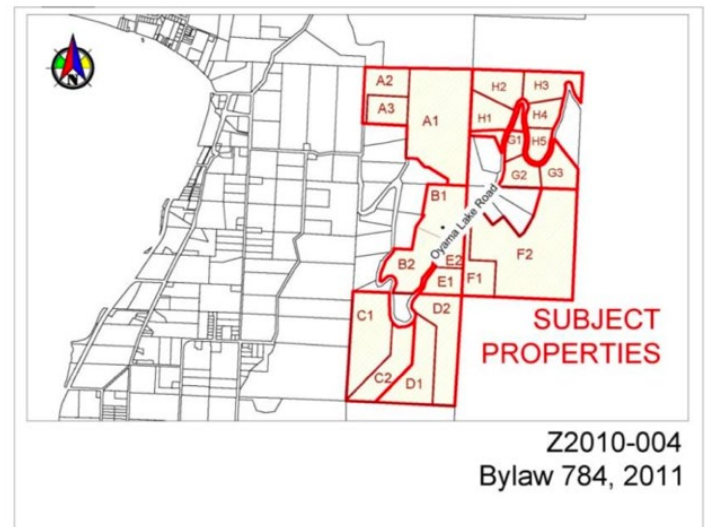 N
A2
A3
A1
H2
H3
H1
H4
G1
H5
G2
G3
B1
Oyama Lake Road
B2
E2
E1
F1
F2
C1
D2
C2
D1
SUBJECT
PROPERTIES
Z2010-004
Bylaw 784, 2011